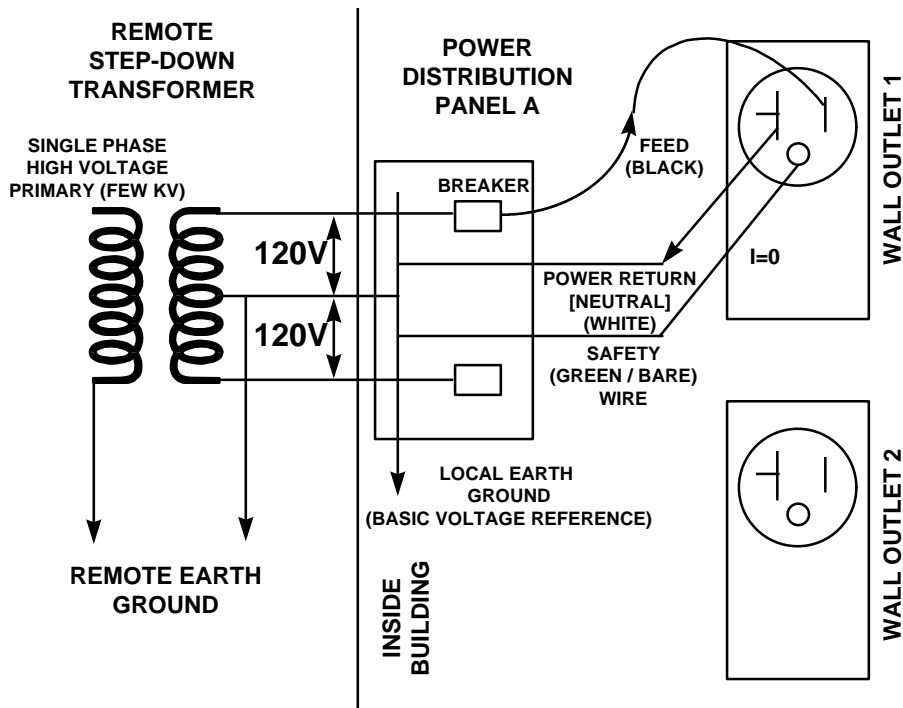 REMOTE
STEP-DOWN
TRANSFORMER
SINGLE PHASE
HIGH VOLTAGE
PRIMARY (FEW KV)
120V
120V
REMOTE EARTH
GROUND
POWER
DISTRIBUTION
PANEL A
BREAKER
FEED
(BLACK)
POWER RETURN
[NEUTRAL]
(WHITE)
I=0
SAFETY
(GREEN / BARE)
WIRE
LOCAL EARTH
GROUND
(BASIC VOLTAGE REFERENCE)
INSIDE
BUILDING
WALL OUTLET 1
WALL OUTLET 2